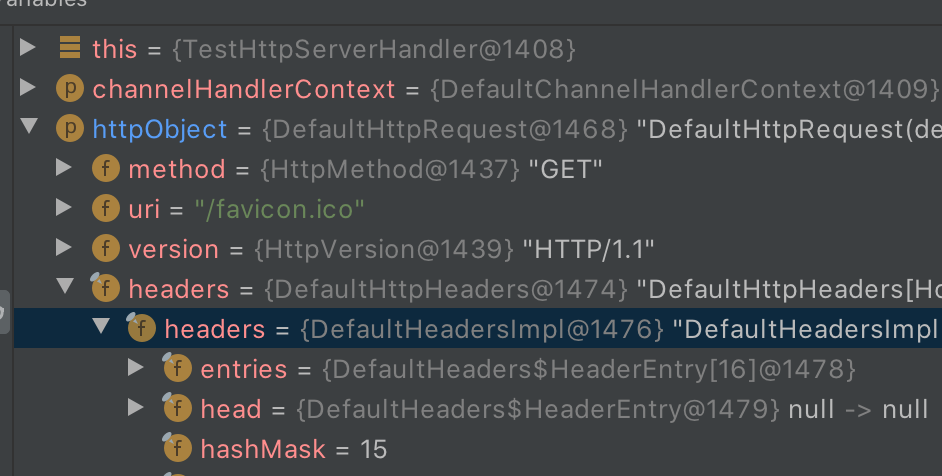 this = {TestHttpServerHandler@1408}
channelHandlerContext = {DefaultChannelHandlerContext@1409}
httpObject = {DefaultHttpRequest@1468} "DefaultHttpRequest(de
method = {HttpMethod@1437} "GET"
uri = "/favicon.ico"
version = {HttpVersion@1439} "HTTP/1.1"
headers = {DefaultHttpHeaders@1474} "DefaultHttpHeaders[Ho
headers = {DefaultHeadersImpl@1476} "DefaultHeadersImpl
entries = {DefaultHeaders$HeaderEntry[16]@1478}
head = {DefaultHeaders$HeaderEntry@1479} null -> null
hashMask = 15